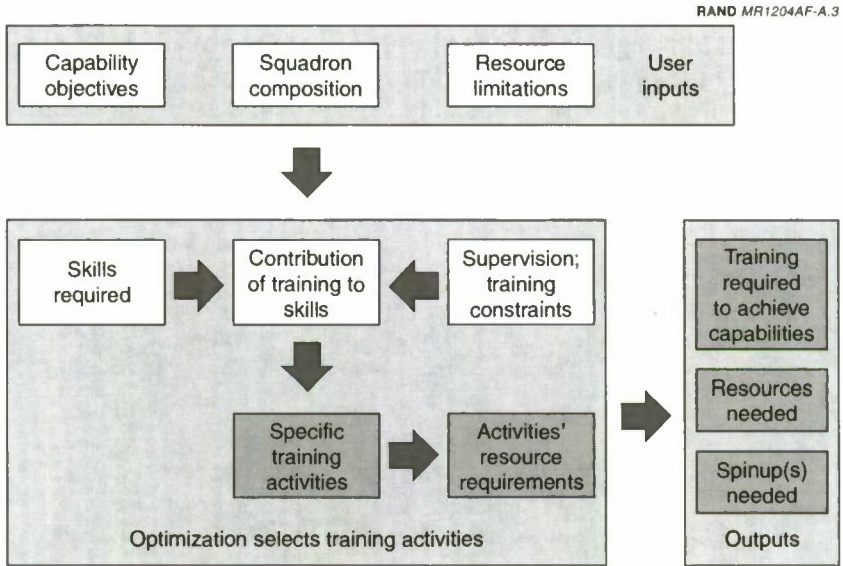 RAND MR1204AF-A.3
Capability
objectives
Squadron
composition
Resource
limitations
User
inputs
Skills
required
Contribution
of training to
skills
Supervision;
training
constraints
Specific
training
activities
Activities'
resource
requirements
Optimization selects training activities
Training
required
to achieve
capabilities
Resources
needed
Spinup(s)
needed
Outputs